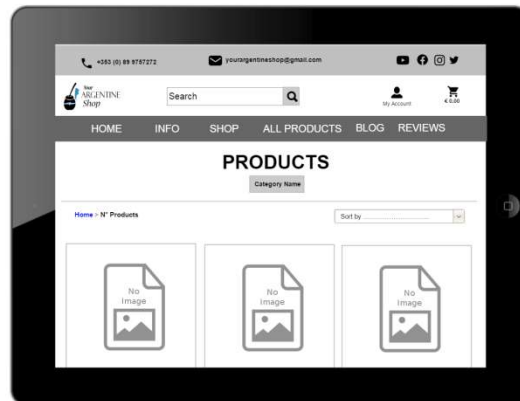 +353 (0) 89 9757272
yourargentineshop@gmail.com
Your
ARGENTINE
Shop
Search
My Account
€ 0.00
HOME INFO SHOP ALL PRODUCTS BLOG REVIEWS
PRODUCTS
Category Name
Home > N° Products
Sort by ..............................
No
Image
No
Image
No
Image